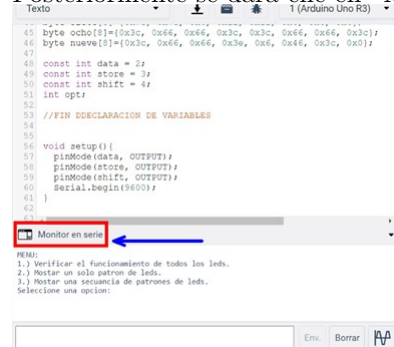 Texto 1 (Arduino Uno R3)
45 byte ocho[8]={0x3c, 0x66, 0x66, 0x3c, 0x3c, 0x66, 0x66, 0x3c};
46 byte nueve[8]={0x3c, 0x66, 0x66, 0x3e, 0x6, 0x46, 0x3c, 0x0};
47
48 const int data = 2;
49 const int store = 3;
50 const int shift = 4;
51 int opt;
52
53 //FIN DDECLARACION DE VARIABLES
54
55
56 void setup(){
57 pinMode(data, OUTPUT);
58 pinMode(store, OUTPUT);
59 pinMode(shift, OUTPUT);
60 Serial.begin(9600);
61 }
62
Monitor en serie
MENU:
1.) Verificar el funcionamiento de todos los leds.
2.) Mostar un solo patron de leds.
3.) Mostar una secuancia de patrones de leds.
Seleccione una opcion:
Env. Borrar